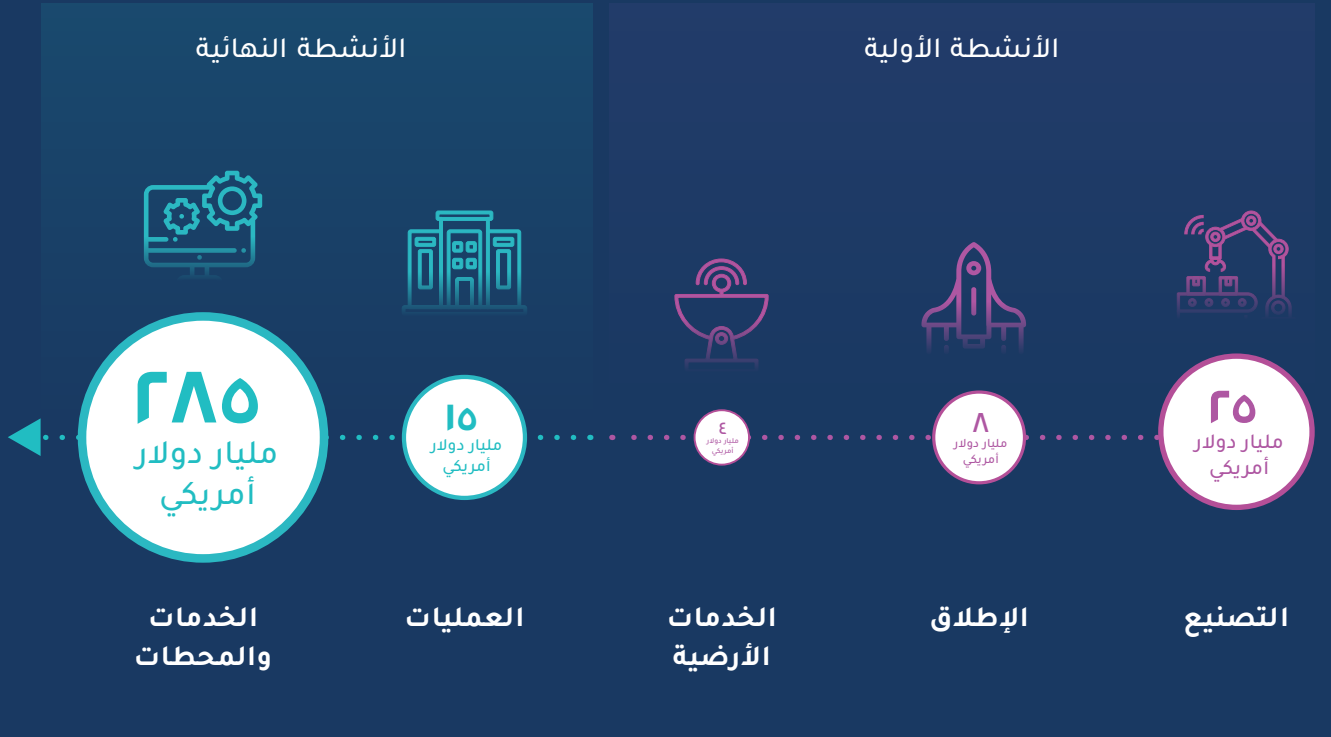 الأنشطة الأولية
الأنشطة النهائية
٢٥
مليار دولار
أمريكي
٨
مليار دولار
أمريكي
٤
مليار دولار
أمريكي
١٥
مليار دولار
أمريكي
٢٨٥
مليار دولار
أمريكي
التصنيع
الإطلاق
الخدمات
الأرضية
العمليات
الخدمات
والمحطات